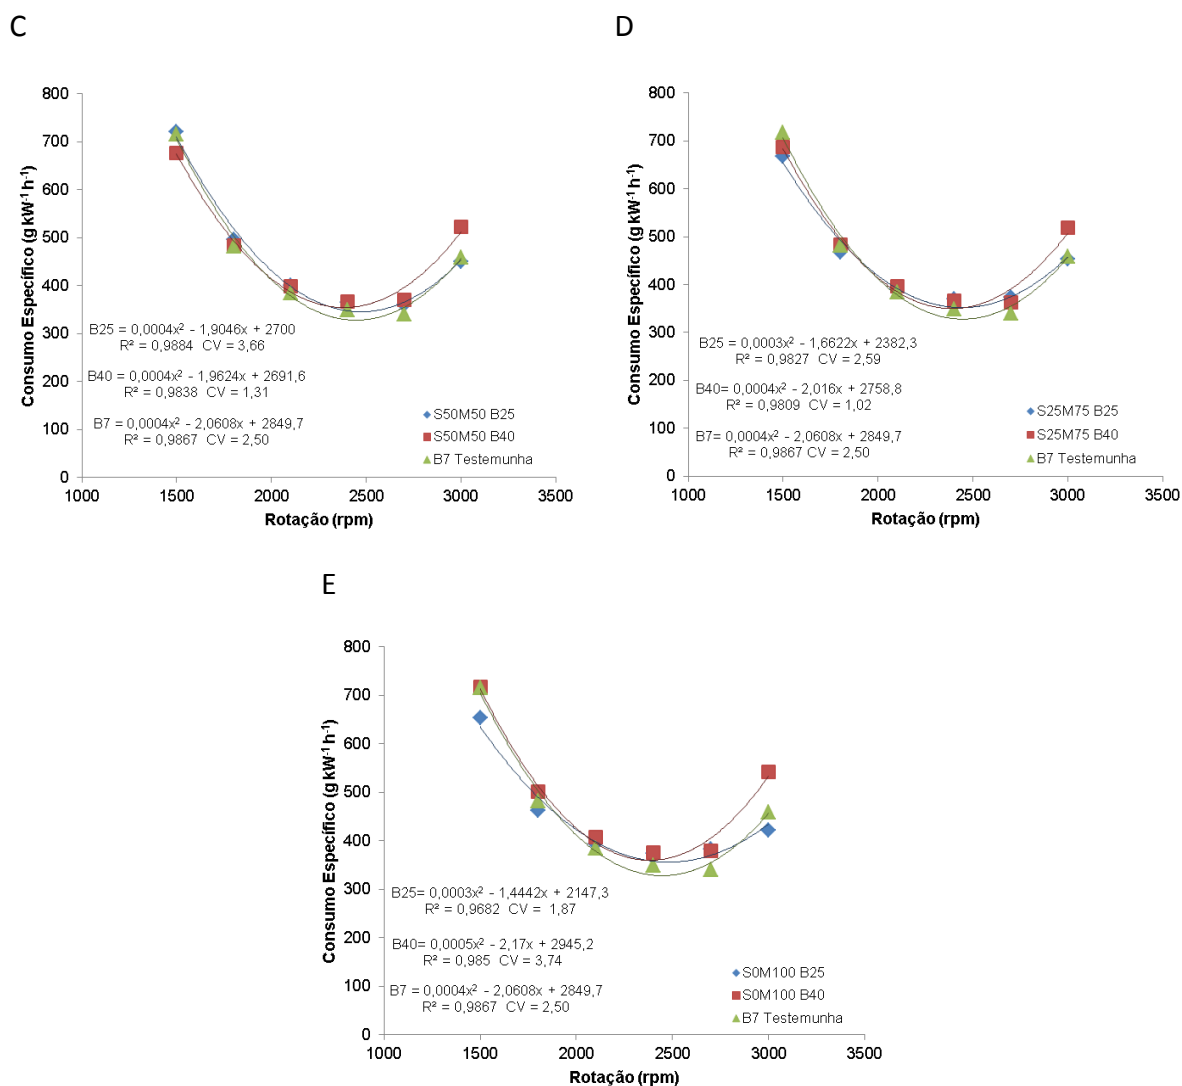 C
D
800
700
600
500
400
300
200
100
0
Consumo Específico (g kW⁻¹ h⁻¹)
B25 = 0,0004x² - 1,9046x + 2700
R² = 0,9884 CV = 3,66
B40 = 0,0004x² - 1,9624x + 2691,6
R² = 0,9838 CV = 1,31
B7 = 0,0004x² - 2,0608x + 2849,7
R² = 0,9867 CV = 2,50
S50M50 B25
S50M50 B40
B7 Testemunha
1000 1500 2000 2500 3000 3500
Rotação (rpm)
800
700
600
500
400
300
200
100
0
Consumo Específico (g kW⁻¹ h⁻¹)
B25 = 0,0003x² - 1,6622x + 2382,3
R² = 0,9827 CV = 2,59
B40= 0,0004x² - 2,016x + 2758,8
R² = 0,9809 CV = 1,02
B7= 0,0004x² - 2,0608x + 2849,7
R² = 0,9867 CV = 2,50
S25M75 B25
S25M75 B40
B7 Testemunha
1000 1500 2000 2500 3000 3500
Rotação (rpm)
E
800
700
600
500
400
300
200
100
0
Consumo Específico (g kW⁻¹ h⁻¹)
B25= 0,0003x² - 1,4442x + 2147,3
R² = 0,9682 CV = 1,87
B40= 0,0005x² - 2,17x + 2945,2
R² = 0,985 CV = 3,74
B7 = 0,0004x² - 2,0608x + 2849,7
R² = 0,9867 CV = 2,50
S0M100 B25
S0M100 B40
B7 Testemunha
1000 1500 2000 2500 3000 3500
Rotação (rpm)